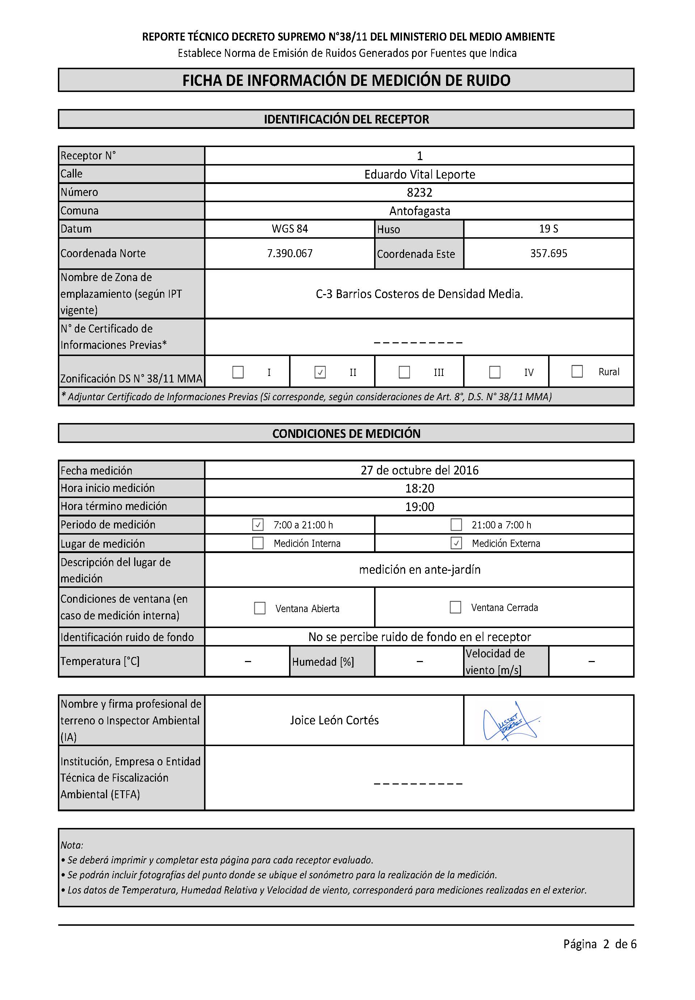 REPORTE TÉCNICO DECRETO SUPREMO N°38/11 DEL MINISTERIO DEL MEDIO AMBIENTE
Establece Norma de Emisión de Ruidos Generados por Fuentes que Indica
FICHA DE INFORMACIÓN DE MEDICIÓN DE RUIDO
IDENTIFICACIÓN DEL RECEPTOR
Receptor N° 1
Calle Eduardo Vital Leporte
Número 8232
Comuna Antofagasta
Datum WGS 84 Huso 19 S
Coordenada Norte 7.390.067 Coordenada Este 357.695
Nombre de Zona de
emplazamiento (según IPT
vigente)
C-3 Barrios Costeros de Densidad Media.
N° de Certificado de
Informaciones Previas*
_ _ _ _ _ _ _ _ _ _
Zonificación DS N° 38/11 MMA ☐ I ☑ II ☐ III ☐ IV ☐ Rural
* Adjuntar Certificado de Informaciones Previas (Si corresponde, según consideraciones de Art. 8°, D.S. N° 38/11 MMA)
CONDICIONES DE MEDICIÓN
Fecha medición 27 de octubre del 2016
Hora inicio medición 18:20
Hora término medición 19:00
Periodo de medición ☑ 7:00 a 21:00 h ☐ 21:00 a 7:00 h
Lugar de medición ☐ Medición Interna ☑ Medición Externa
Descripción del lugar de
medición
medición en ante-jardín
Condiciones de ventana (en
caso de medición interna)
☐ Ventana Abierta ☐ Ventana Cerrada
Identificación ruido de fondo No se percibe ruido de fondo en el receptor
Temperatura [°C] – Humedad [%] – Velocidad de
viento [m/s] –
Nombre y firma profesional de
terreno o Inspector Ambiental
(IA)
Joice León Cortés
LISSET
CORTES
Institución, Empresa o Entidad
Técnica de Fiscalización
Ambiental (ETFA)
_ _ _ _ _ _ _ _ _ _
Nota:
• Se deberá imprimir y completar esta página para cada receptor evaluado.
• Se podrán incluir fotografías del punto donde se ubique el sonómetro para la realización de la medición.
• Los datos de Temperatura, Humedad Relativa y Velocidad de viento, corresponderá para mediciones realizadas en el exterior.
Página 2 de 6